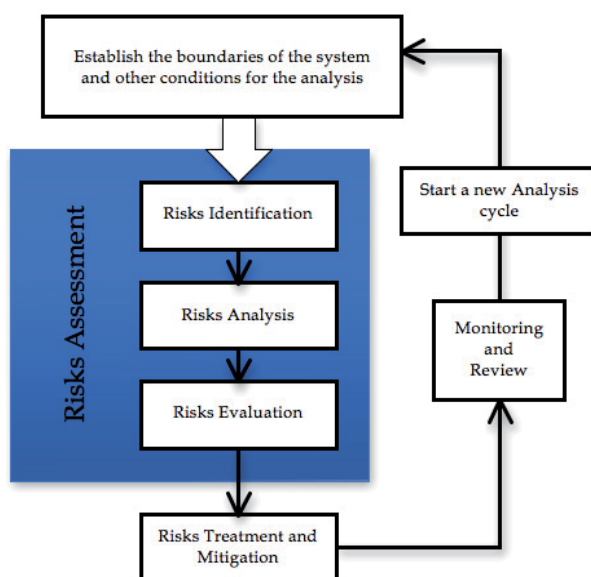 Establish the boundaries of the system
and other conditions for the analysis
Risks Assessment
Risks Identification
Risks Analysis
Risks Evaluation
Risks Treatment and
Mitigation
Monitoring
and
Review
Start a new Analysis
cycle